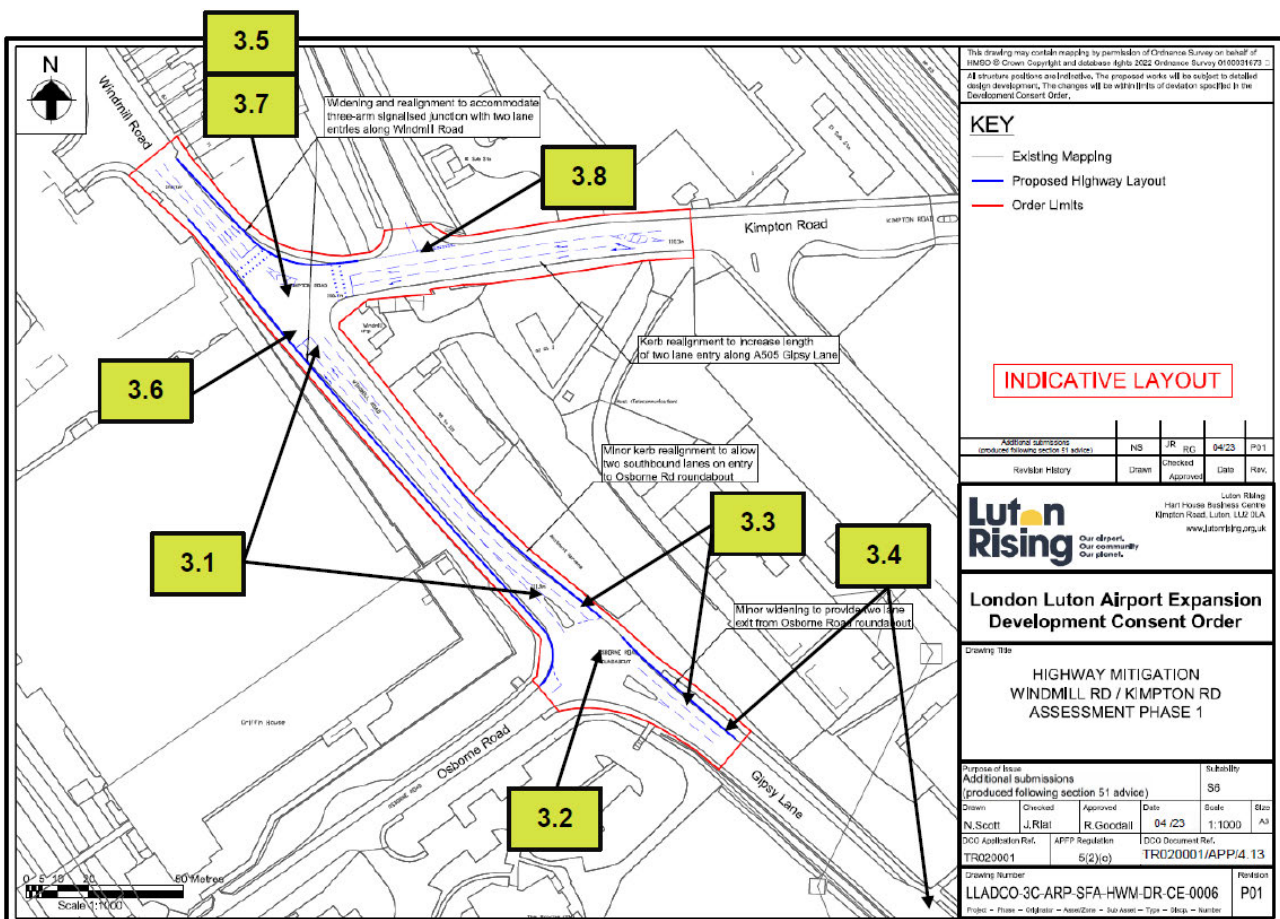 3.5
3.7
N
Windmill Road
Widening and realignment to accommodate
three-arm signalised junction with two lane
entries along Windmill Road
3.8
Kimpton Road
KIMPTON ROAD
3.6
Kerb realignment to increase length
of two lane entry along A505 Gipsy Lane
WINDMILL ROAD
Minor kerb realignment to allow
two southbound lanes on entry
to Osborne Rd roundabout
3.1
3.3
3.4
Minor widening to provide two lane
exit from Osborne Road roundabout
OSBORNE ROAD
ROUNDABOUT
Griffin House
Osborne Road
OSBORNE ROAD
Gipsy Lane
3.2
50 Metres
Scale 1:1000
This drawing may contain mapping by permission of Ordnance Survey on behalf of
HMSO © Crown Copyright and database rights 2022 Ordnance Survey 0100031673
All structure positions are indicative. The proposed works will be subject to detailed
design development. The changes will be within limits of deviation specified in the
Development Consent Order.
KEY
Existing Mapping
Proposed Highway Layout
Order Limits
INDICATIVE LAYOUT
Additional submissions
(produced following section 51 advice) NS JR RG 04/23 P01
Revision History Drawn Checked Approved Date Rev.
Luton Rising
Our airport.
Our community
Our planet.
Luton Rising
Hart House Business Centre
Kimpton Road, Luton, LU2 0LA
www.lutonrising.org.uk
London Luton Airport Expansion
Development Consent Order
Drawing Title
HIGHWAY MITIGATION
WINDMILL RD / KIMPTON RD
ASSESSMENT PHASE 1
Purpose of Issue Suitability
Additional submissions
(produced following section 51 advice) S6
Drawn Checked Approved Date Scale Size
N.Scott J.Riat R.Goodall 04 /23 1:1000 A3
DCO Application Ref. APFP Regulation DCO Document Ref.
TR020001 5(2)(o) TR020001/APP/4.13
Drawing Number Revision
LLADCO-3C-ARP-SFA-HWM-DR-CE-0006 P01
Project - Phase - Originator - Asset/Zone - Sub Asset - Type - Discp. - Number